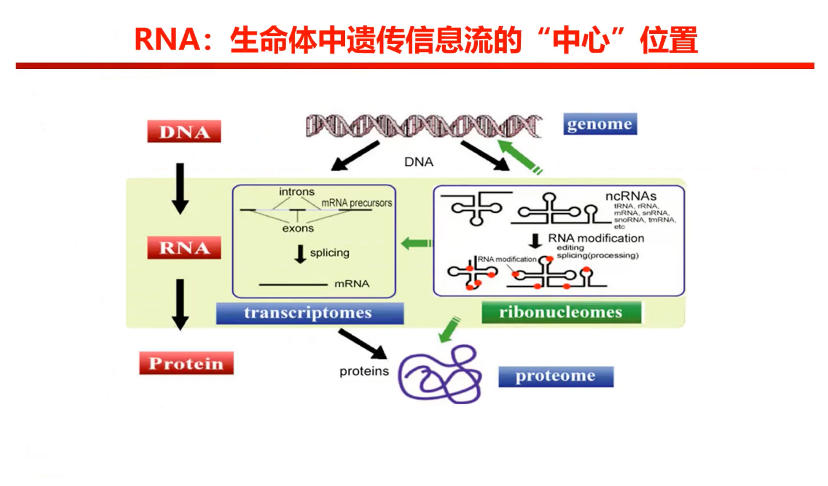 RNA：生命体中遗传信息流的“中心”位置
DNA
genome
DNA
introns
mRNA precursors
exons
splicing
mRNA
ncRNAs
tRNA, rRNA,
mRNA, snRNA,
snoRNA, tmRNA,
etc
RNA modification
editing
splicing(processing)
RNA modification
RNA
transcriptomes
ribonucleomes
Protein
proteins
proteome